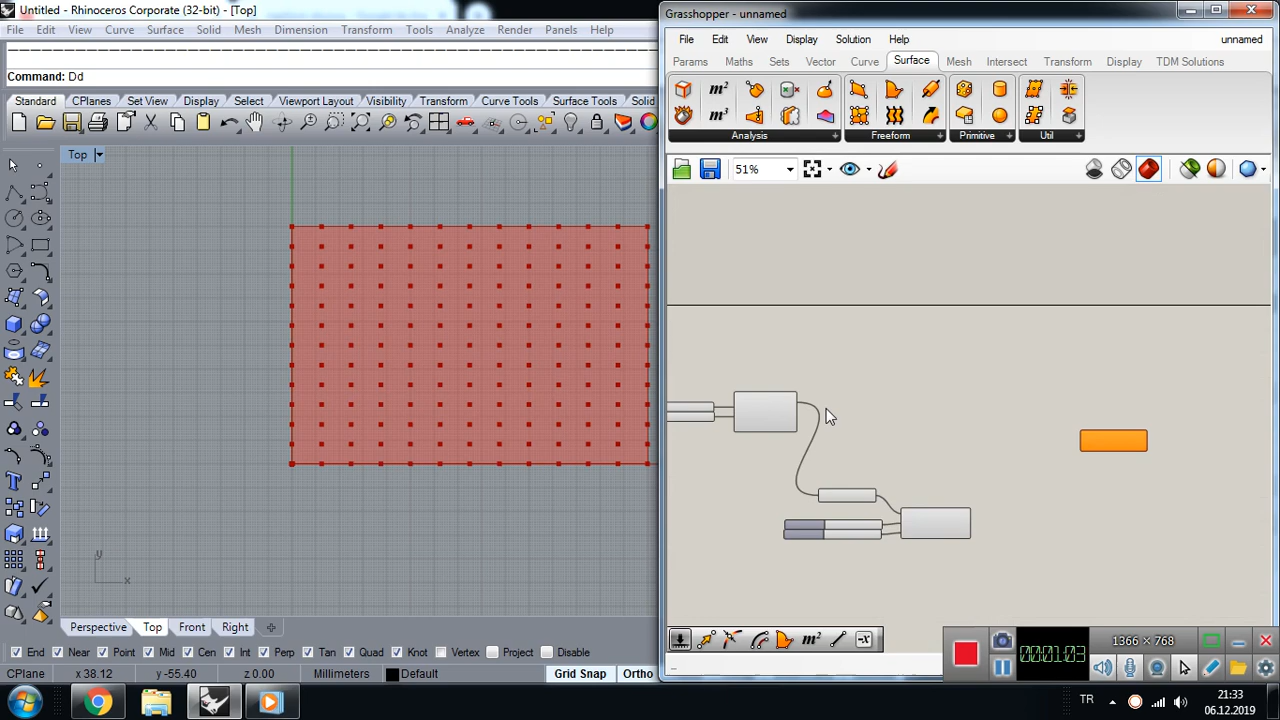 Untitled - Rhinoceros Corporate (32-bit) - [Top]
File Edit View Curve Surface Solid Mesh Dimension Transform Tools Analyze Render Panels Help
Command: Dd
Standard CPlanes Set View Display Select Viewport Layout Visibility Transform Curve Tools Surface Tools Solid
Top
y
x
Perspective Top Front Right
End Near Point Mid Cen Int Perp Tan Quad Knot Vertex Project Disable
CPlane x 38.12 y -55.40 z 0.00 Millimeters Default Grid Snap Ortho
Grasshopper - unnamed
File Edit View Display Solution Help unnamed
Params Maths Sets Vector Curve Surface Mesh Intersect Transform Display TDM Solutions
m²
m³
Analysis Freeform Primitive Util
51%
m² -x
000103
1366 × 768
TR
21:33
06.12.2019